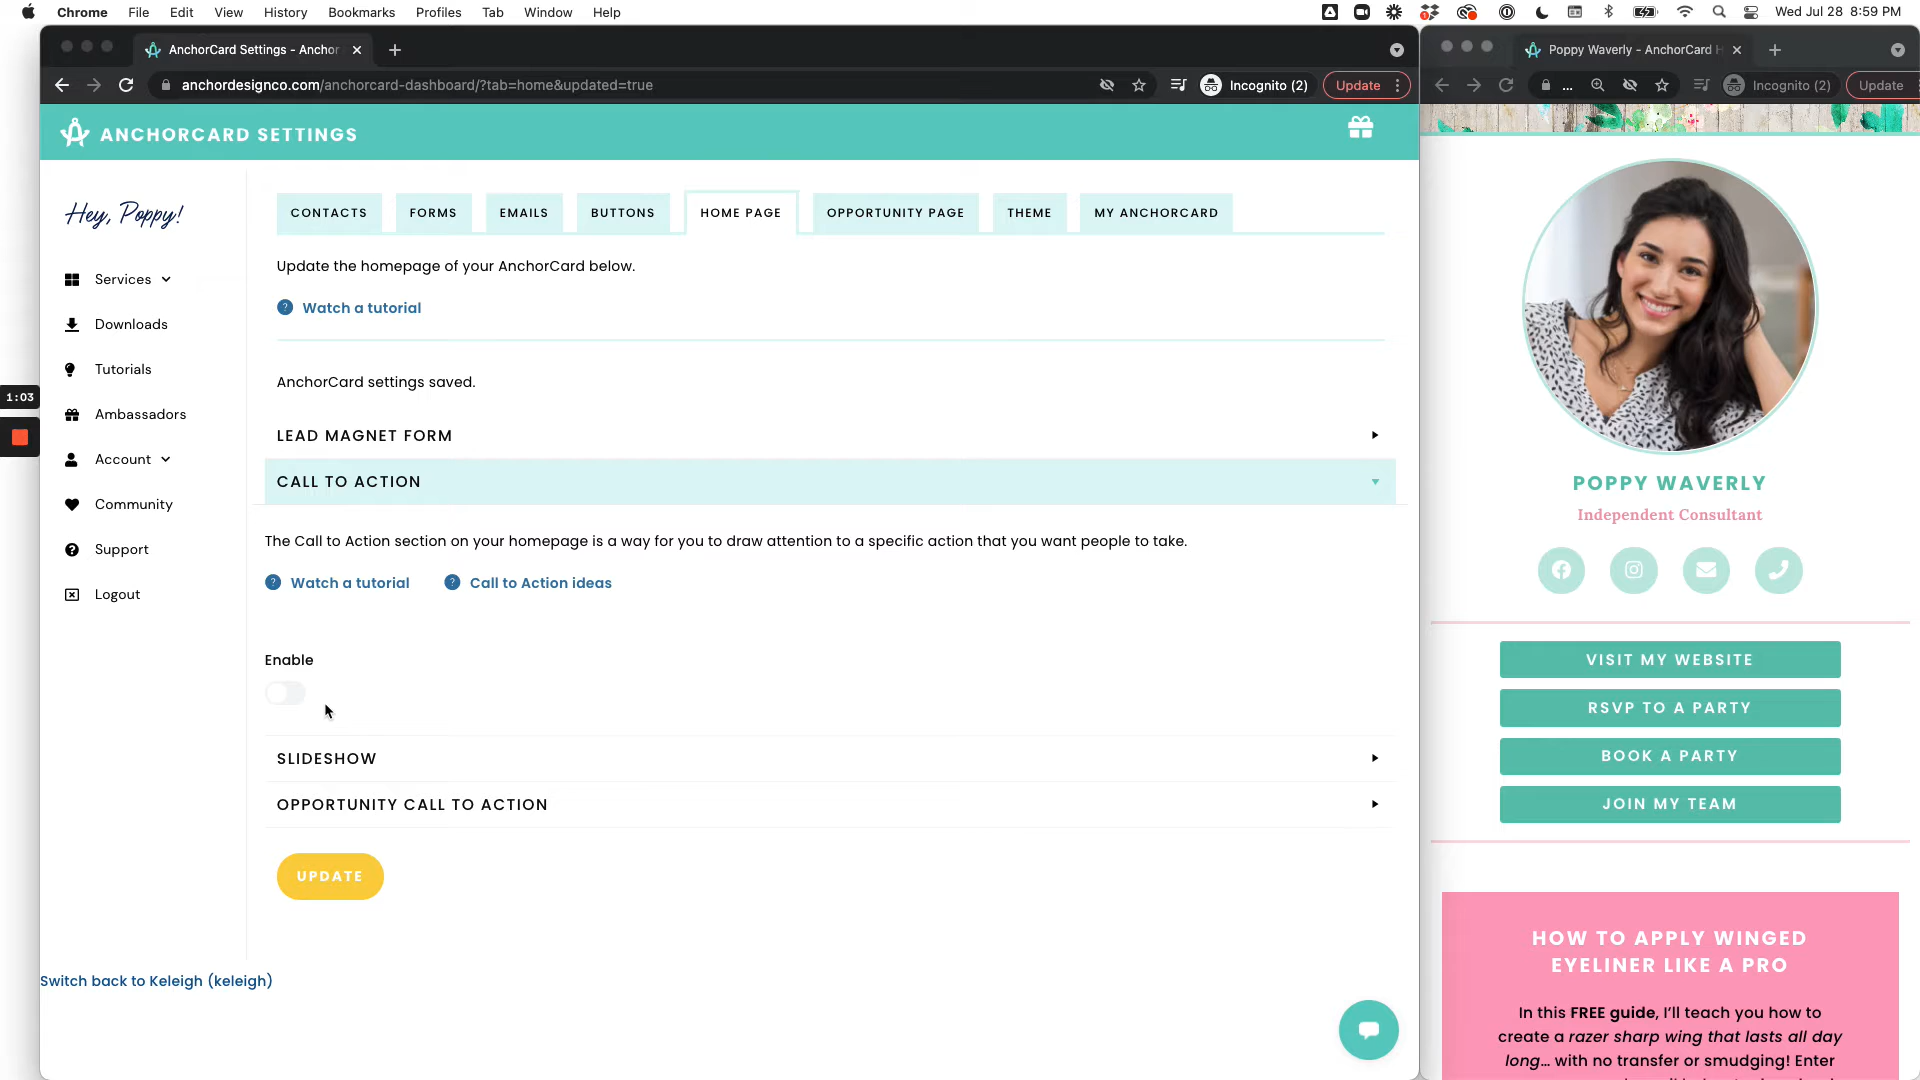 Chrome File Edit View History Bookmarks Profiles Tab Window Help
Wed Jul 28 8:59 PM
AnchorCard Settings - Anchor
anchordesignco.com/anchorcard-dashboard/?tab=home&updated=true
Incognito (2)
Update
Poppy Waverly - AnchorCard H
...
Incognito (2)
Update
ANCHORCARD SETTINGS
Hey, Poppy!
Services
Downloads
Tutorials
1:03
Ambassadors
Account
Community
Support
Logout
CONTACTS
FORMS
EMAILS
BUTTONS
HOME PAGE
OPPORTUNITY PAGE
THEME
MY ANCHORCARD
Update the homepage of your AnchorCard below.
? Watch a tutorial
AnchorCard settings saved.
LEAD MAGNET FORM
CALL TO ACTION
The Call to Action section on your homepage is a way for you to draw attention to a specific action that you want people to take.
? Watch a tutorial ? Call to Action ideas
Enable
SLIDESHOW
OPPORTUNITY CALL TO ACTION
UPDATE
Switch back to Keleigh (keleigh)
POPPY WAVERLY
Independent Consultant
VISIT MY WEBSITE
RSVP TO A PARTY
BOOK A PARTY
JOIN MY TEAM
HOW TO APPLY WINGED
EYELINER LIKE A PRO
In this FREE guide, I'll teach you how to
create a razer sharp wing that lasts all day
long... with no transfer or smudging! Enter